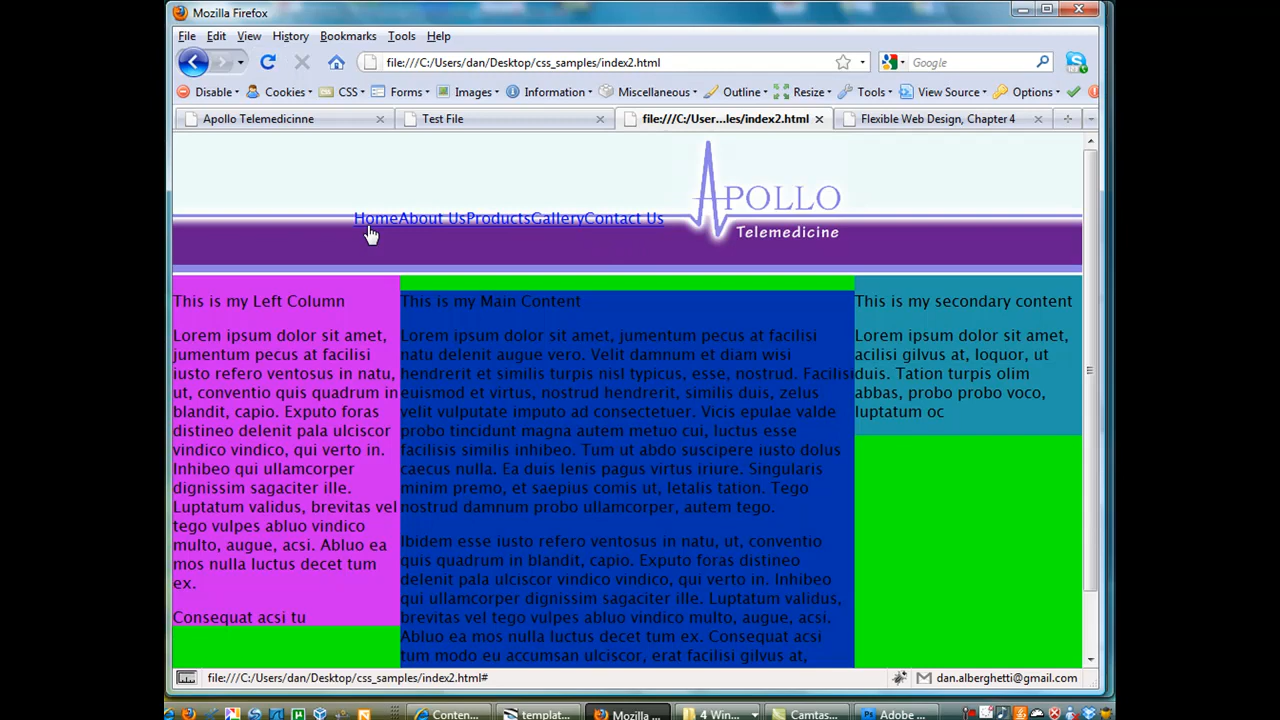 Mozilla Firefox
File Edit View History Bookmarks Tools Help
file:///C:/Users/dan/Desktop/css_samples/index2.html
Google
Disable Cookies CSS Forms Images Information Miscellaneous Outline Resize Tools View Source Options
Apollo Telemedicinne
Test File
file:///C:/User...les/index2.html
Flexible Web Design, Chapter 4
APOLLO
Telemedicine
HomeAbout UsProductsGalleryContact Us
This is my Left Column
Lorem ipsum dolor sit amet,
jumentum pecus at facilisi
iusto refero ventosus in natu,
ut, conventio quis quadrum in
blandit, capio. Exputo foras
distineo delenit pala ulciscor
vindico vindico, qui verto in.
Inhibeo qui ullamcorper
dignissim sagaciter ille.
Luptatum validus, brevitas vel
tego vulpes abluo vindico
multo, augue, acsi. Abluo ea
mos nulla luctus decet tum
ex.
Consequat acsi tu
This is my Main Content
Lorem ipsum dolor sit amet, jumentum pecus at facilisi
natu delenit augue vero. Velit damnum et diam wisi
hendrerit et similis turpis nisl typicus, esse, nostrud. Facilisi
euismod et virtus, nostrud hendrerit, similis duis, zelus
velit vulputate imputo ad consectetuer. Vicis epulae valde
probo tincidunt magna autem metuo cui, luctus esse
facilisis similis inhibeo. Tum ut abdo suscipere iusto dolus
caecus nulla. Ea duis lenis pagus virtus iriure. Singularis
minim premo, et saepius comis ut, letalis tation. Tego
nostrud damnum probo ullamcorper, autem tego.
Ibidem esse iusto refero ventosus in natu, ut, conventio
quis quadrum in blandit, capio. Exputo foras distineo
delenit pala ulciscor vindico vindico, qui verto in. Inhibeo
qui ullamcorper dignissim sagaciter ille. Luptatum validus,
brevitas vel tego vulpes abluo vindico multo, augue, acsi.
Abluo ea mos nulla luctus decet tum ex. Consequat acsi
tum modo eu accumsan ulciscor, erat facilisi gilvus at,
This is my secondary content
Lorem ipsum dolor sit amet,
acilisi gilvus at, loquor, ut
duis. Tation turpis olim
abbas, probo probo voco,
luptatum oc
file:///C:/Users/dan/Desktop/css_samples/index2.html#
dan.alberghetti@gmail.com
Conten...
templat...
Mozilla ...
4 Win...
Camtas...
Adobe ...